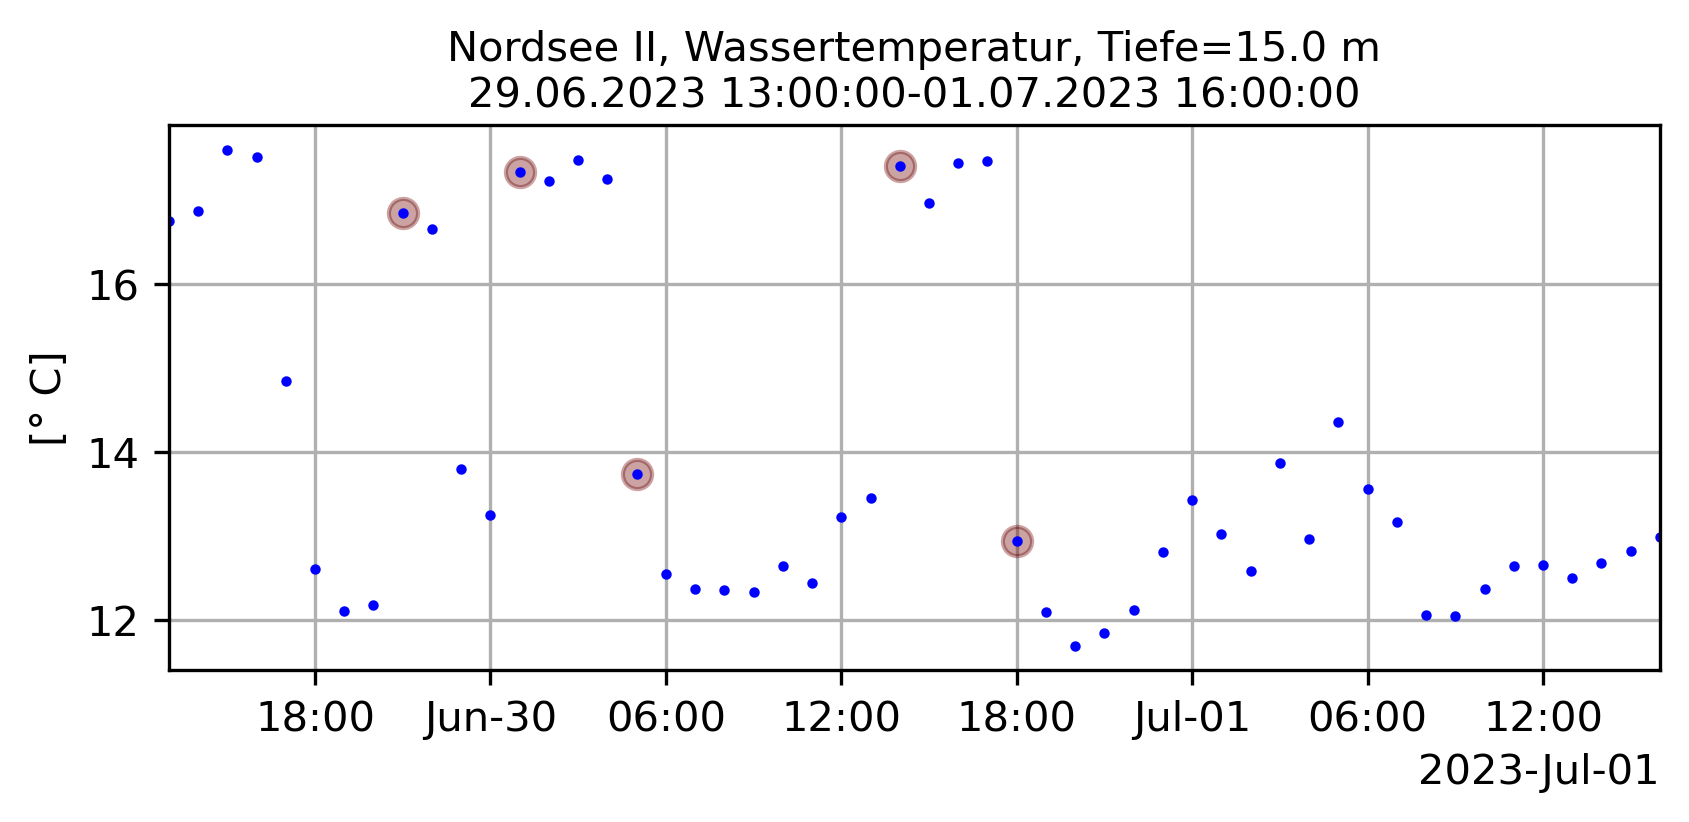 Nordsee II, Wassertemperatur, Tiefe=15.0 m
29.06.2023 13:00:00-01.07.2023 16:00:00
[° C]
16
14
12
18:00 Jun-30 06:00 12:00 18:00 Jul-01 06:00 12:00
2023-Jul-01